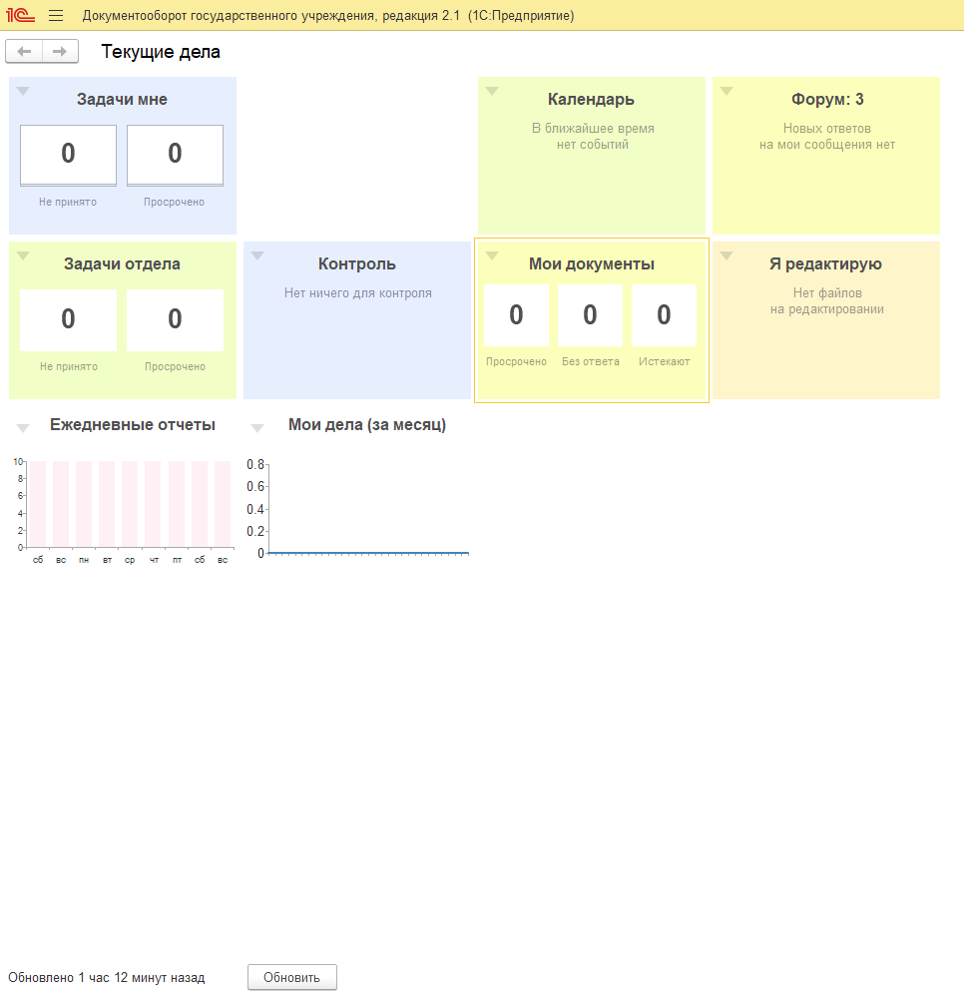 1С Документооборот государственного учреждения, редакция 2.1 (1С:Предприятие)
Текущие дела
Задачи мне
0 0
Не принято Просрочено
Календарь
В ближайшее время
нет событий
Форум: 3
Новых ответов
на мои сообщения нет
Задачи отдела
0 0
Не принято Просрочено
Контроль
Нет ничего для контроля
Мои документы
0 0 0
Просрочено Без ответа Истекают
Я редактирую
Нет файлов
на редактировании
Ежедневные отчеты
10
8
6
4
2
0
сб вс пн вт ср чт пт сб вс
Мои дела (за месяц)
0.8
0.6
0.4
0.2
0
Обновлено 1 час 12 минут назад Обновить